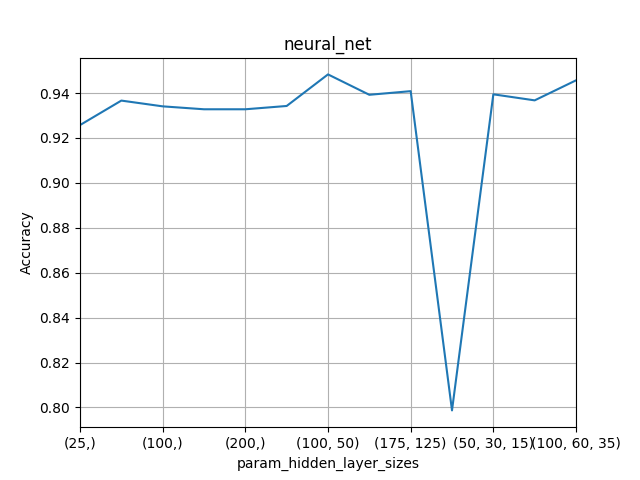 neural_net
Accuracy
0.94
0.92
0.90
0.88
0.86
0.84
0.82
0.80
(25,) (100,) (200,) (100, 50) (175, 125) (50, 30, 15) (100, 60, 35)
param_hidden_layer_sizes